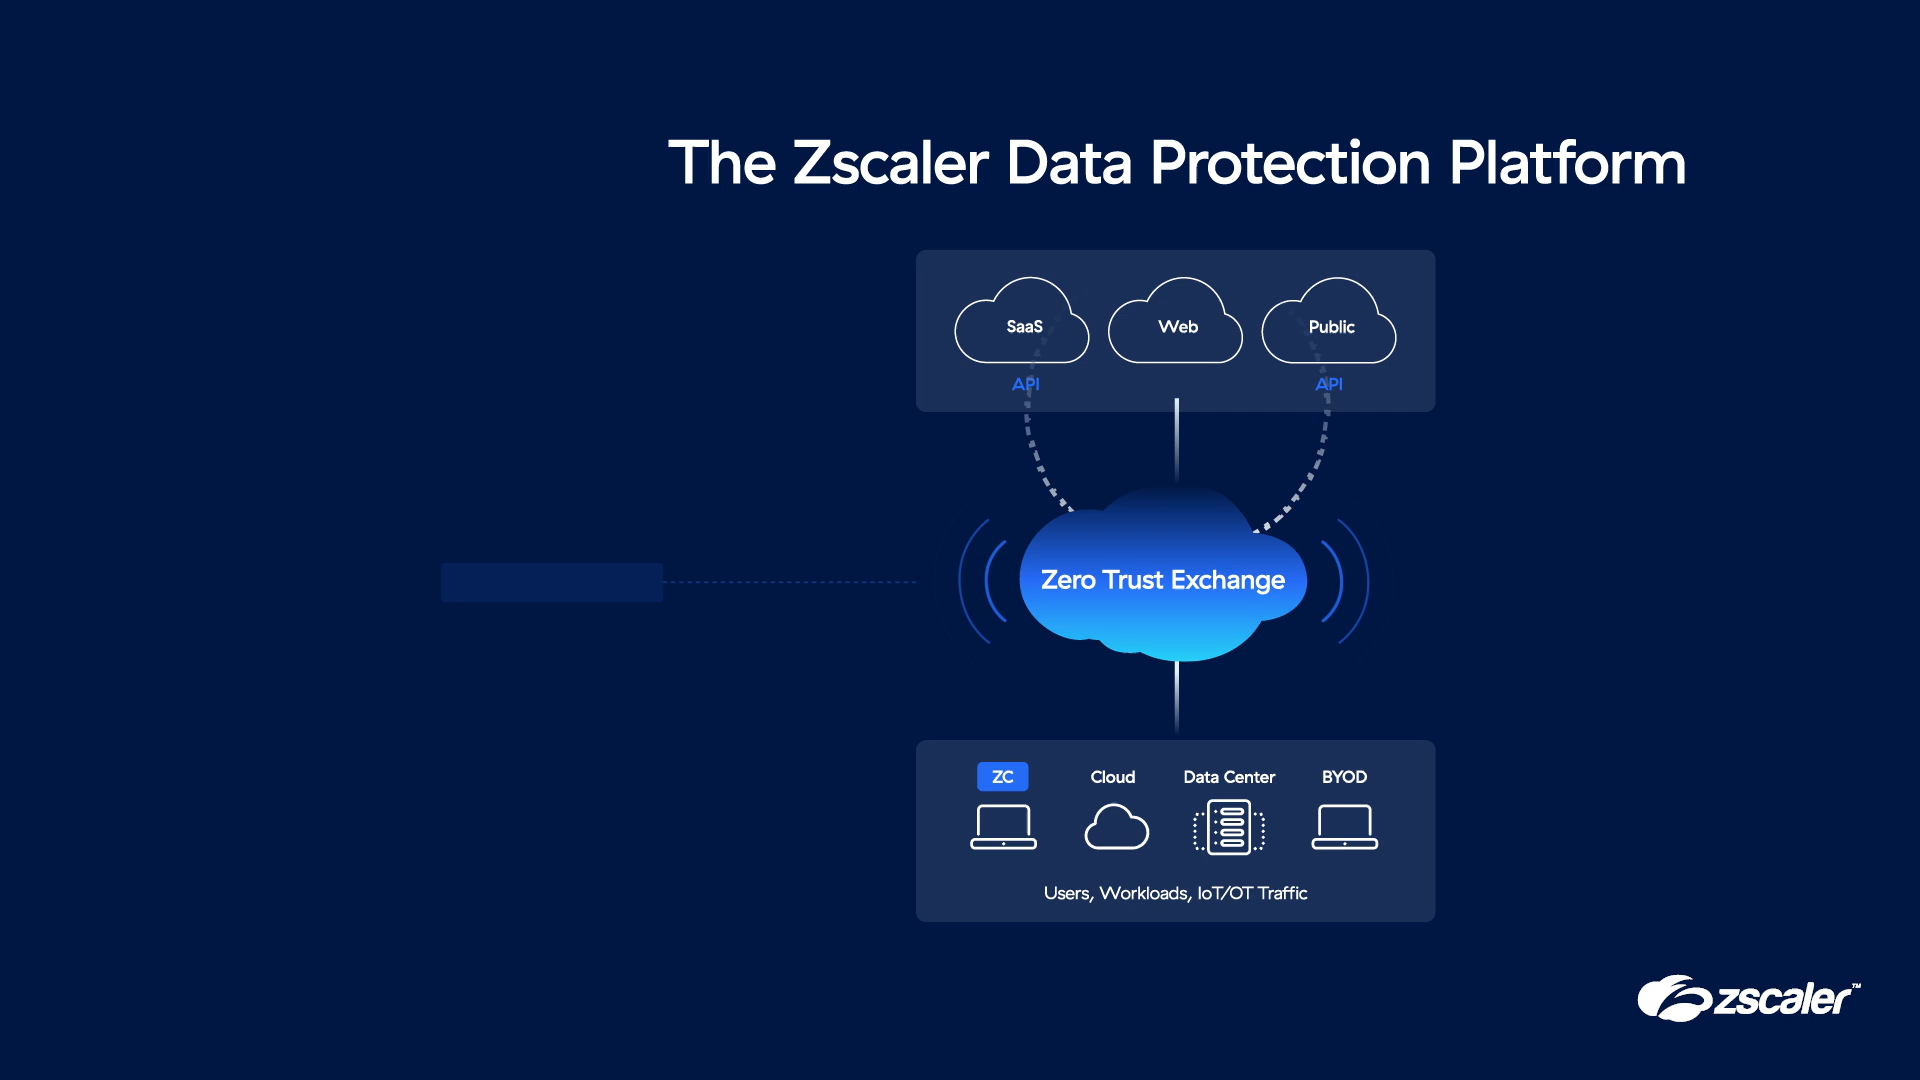 The Zscaler Data Protection Platform
SaaS Web Public
API API
Zero Trust Exchange
ZC Cloud Data Center BYOD
Users, Workloads, IoT/OT Traffic
zscaler™